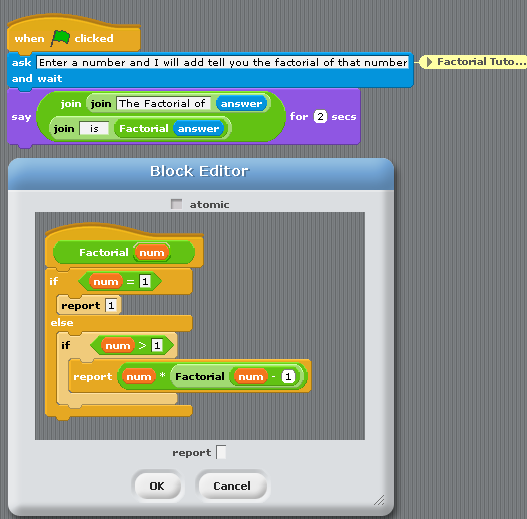 when clicked
ask Enter a number and I will add tell you the factorial of that number
and wait
Factorial Tuto...
say join join The Factorial of answer
join is Factorial answer
for 2 secs
Block Editor
atomic
Factorial num
if num = 1
report 1
else
if num > 1
report num * Factorial num - 1
report
OK Cancel